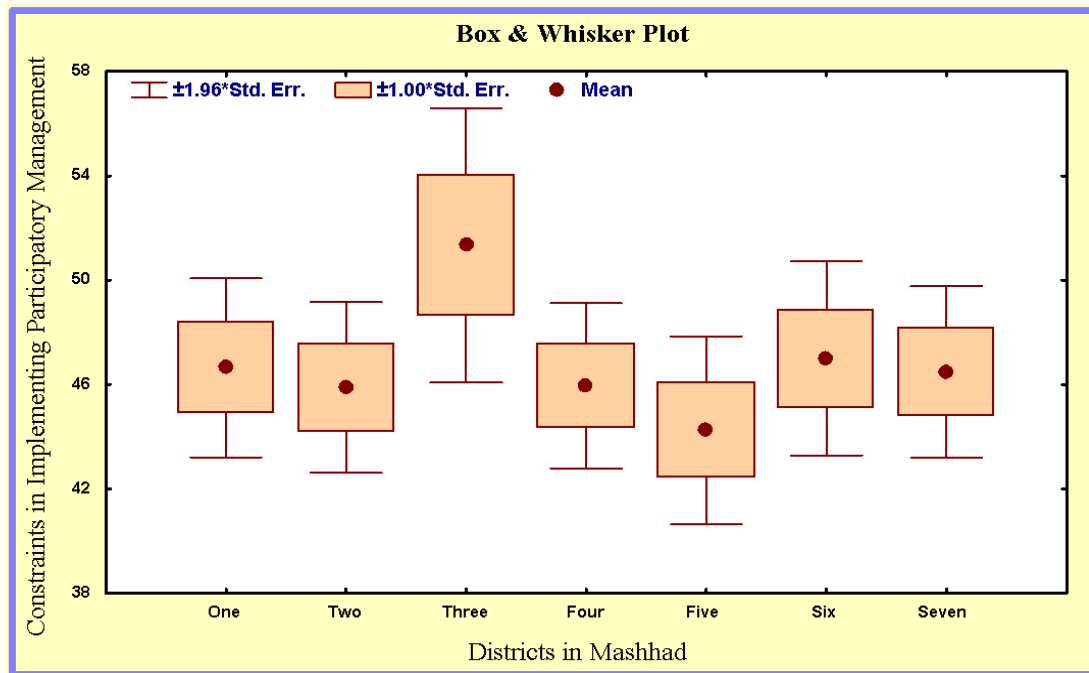 Box & Whisker Plot
±1.96*Std. Err. ±1.00*Std. Err. Mean
Constraints in Implementing Participatory Management
58
54
50
46
42
38
One Two Three Four Five Six Seven
Districts in Mashhad